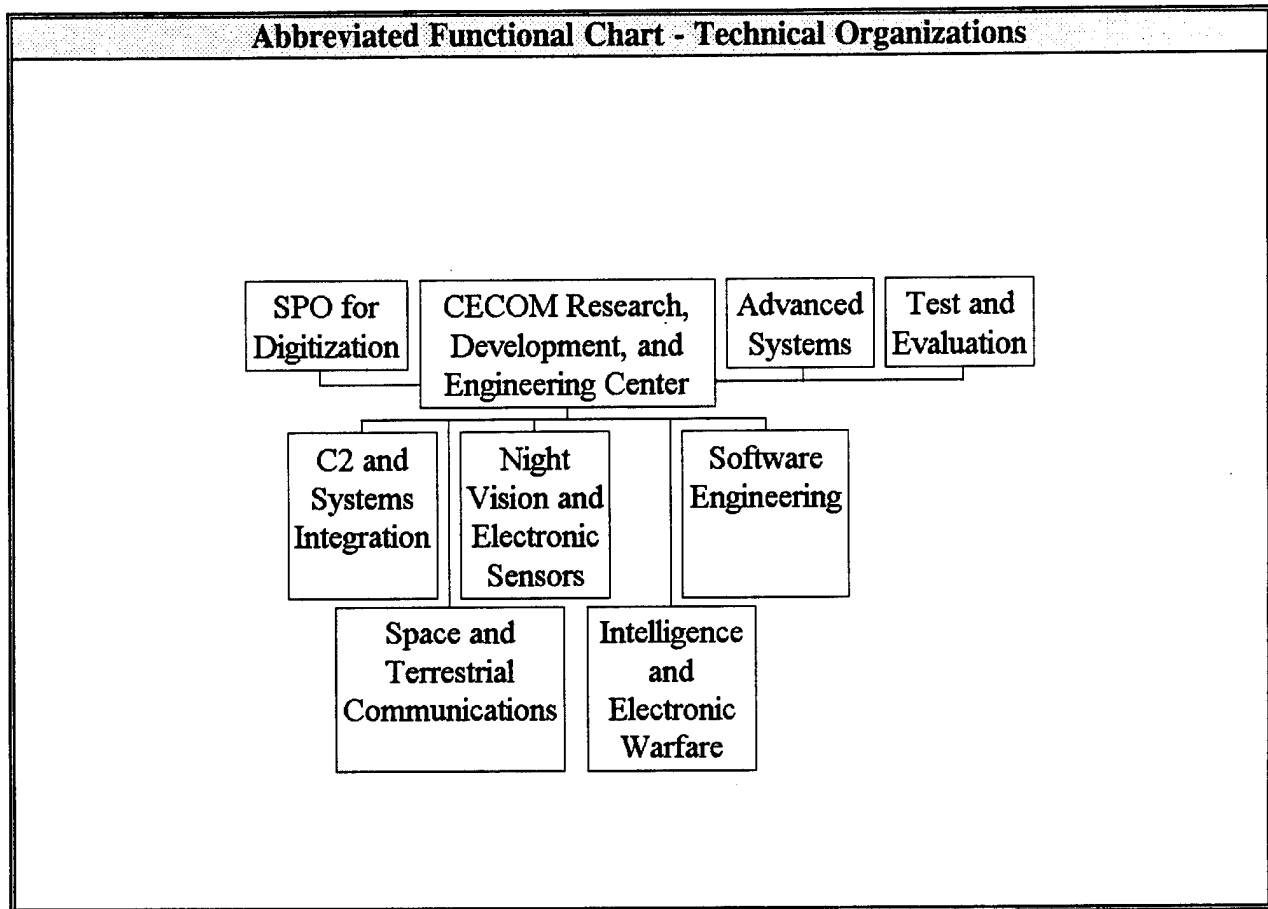 Abbreviated Functional Chart - Technical Organizations
SPO for
Digitization
CECOM Research,
Development, and
Engineering Center
Advanced
Systems
Test and
Evaluation
C2 and
Systems
Integration
Night
Vision and
Electronic
Sensors
Software
Engineering
Space and
Terrestrial
Communications
Intelligence
and
Electronic
Warfare